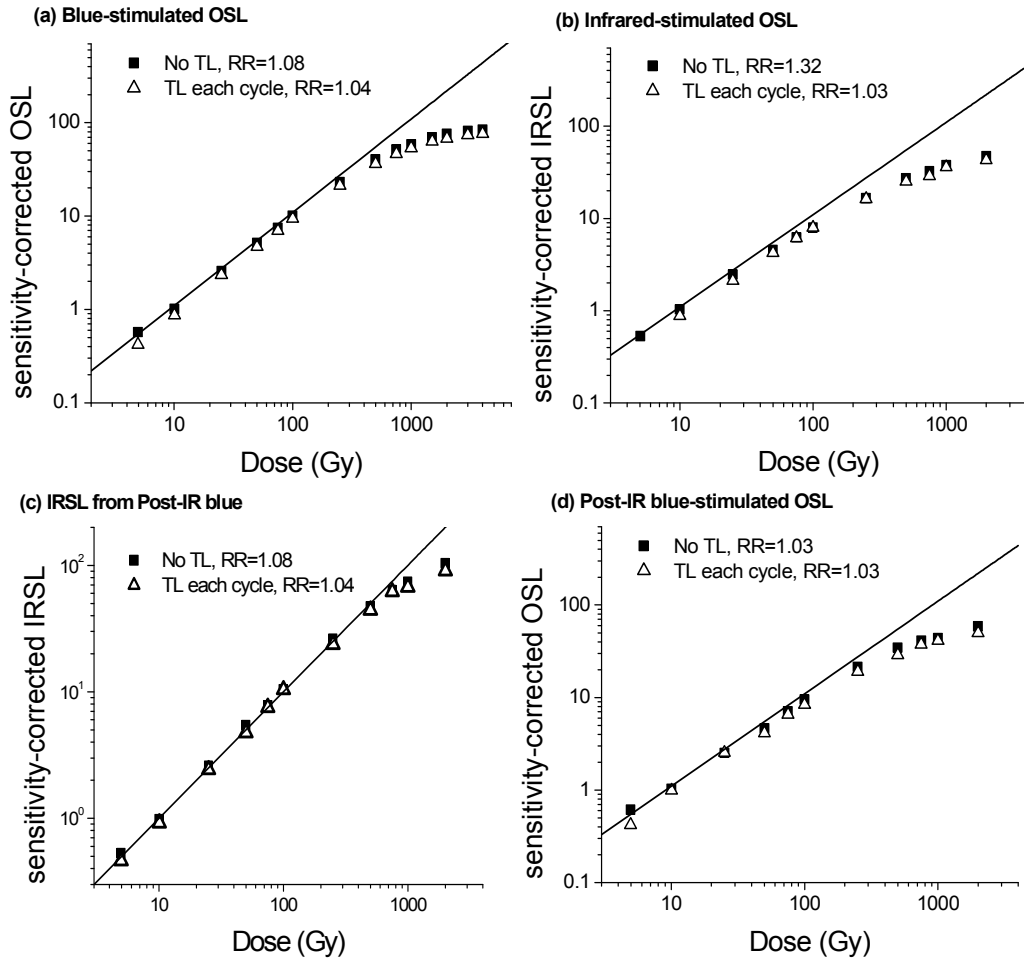 (a) Blue-stimulated OSL
No TL, RR=1.08
TL each cycle, RR=1.04
100
10
1
0.1
10
100
1000
sensitivity-corrected OSL
Dose (Gy)
(b) Infrared-stimulated OSL
No TL, RR=1.32
TL each cycle, RR=1.03
100
10
1
0.1
10
100
1000
sensitivity-corrected IRSL
Dose (Gy)
(c) IRSL from Post-IR blue
No TL, RR=1.08
TL each cycle, RR=1.04
10²
10¹
10⁰
10
100
1000
sensitivity-corrected IRSL
Dose (Gy)
(d) Post-IR blue-stimulated OSL
No TL, RR=1.03
TL each cycle, RR=1.03
100
10
1
0.1
10
100
1000
sensitivity-corrected OSL
Dose (Gy)